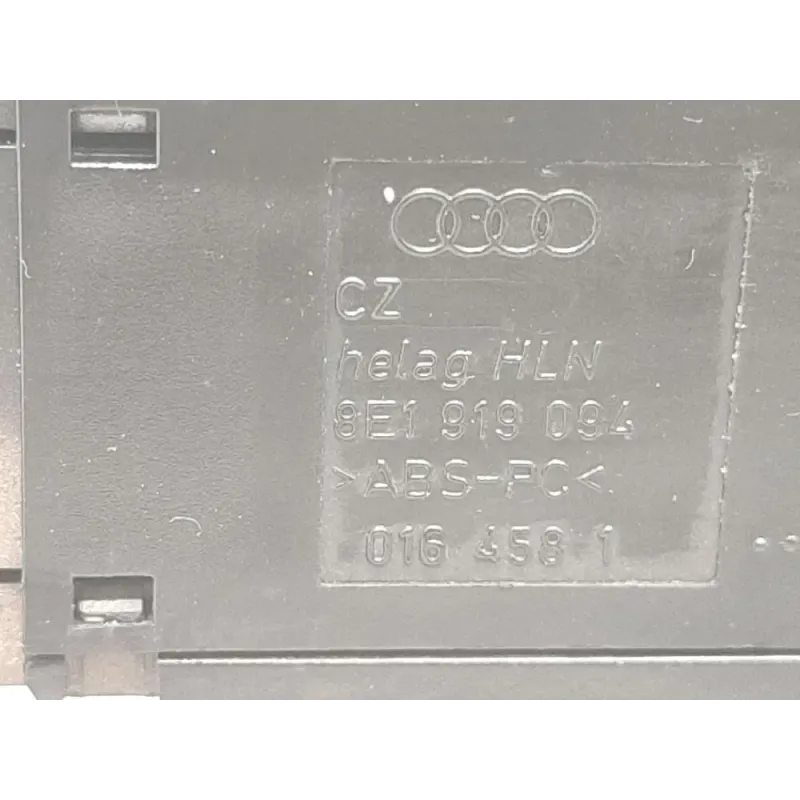 CZ
helag HLN
8E1 919 094
>ABS-PC<
016 458 1